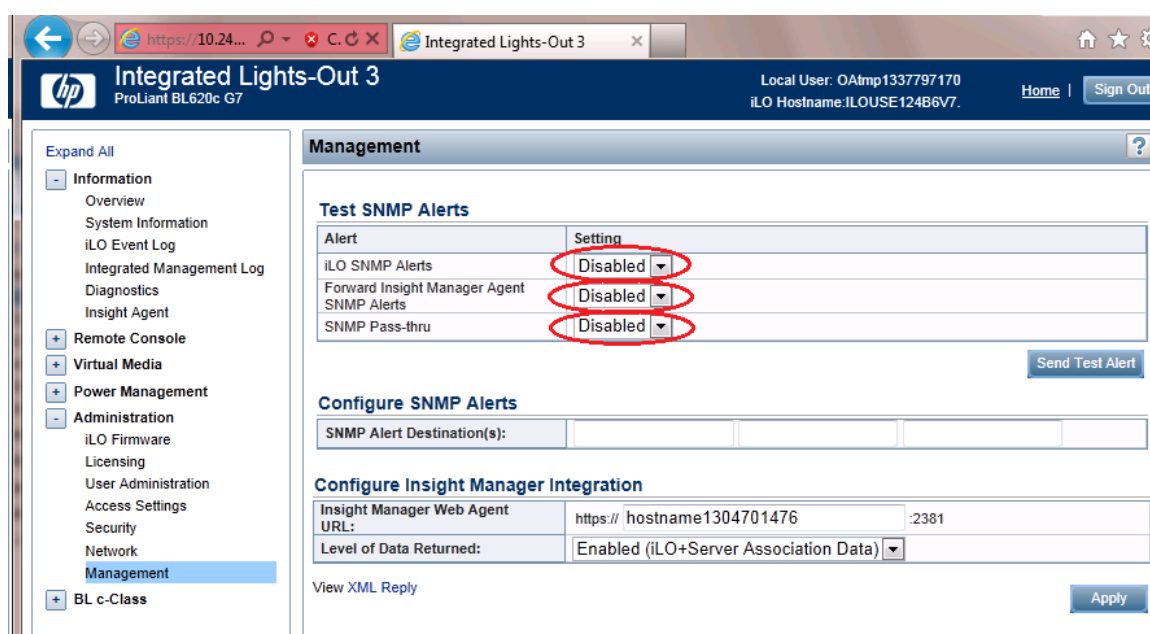 https://10.24... C. Integrated Lights-Out 3
hp
Integrated Lights-Out 3
ProLiant BL620c G7
Local User: OAtmp1337797170
iLO Hostname:ILOUSE124B6V7.
Home | Sign Out
Expand All
Information
Overview
System Information
iLO Event Log
Integrated Management Log
Diagnostics
Insight Agent
Remote Console
Virtual Media
Power Management
Administration
iLO Firmware
Licensing
User Administration
Access Settings
Security
Network
Management
BL c-Class
Management ?
Test SNMP Alerts
Alert Setting
iLO SNMP Alerts Disabled
Forward Insight Manager Agent
SNMP Alerts Disabled
SNMP Pass-thru Disabled
Send Test Alert
Configure SNMP Alerts
SNMP Alert Destination(s):
Configure Insight Manager Integration
Insight Manager Web Agent
URL: https:// hostname1304701476 :2381
Level of Data Returned: Enabled (iLO+Server Association Data)
View XML Reply
Apply